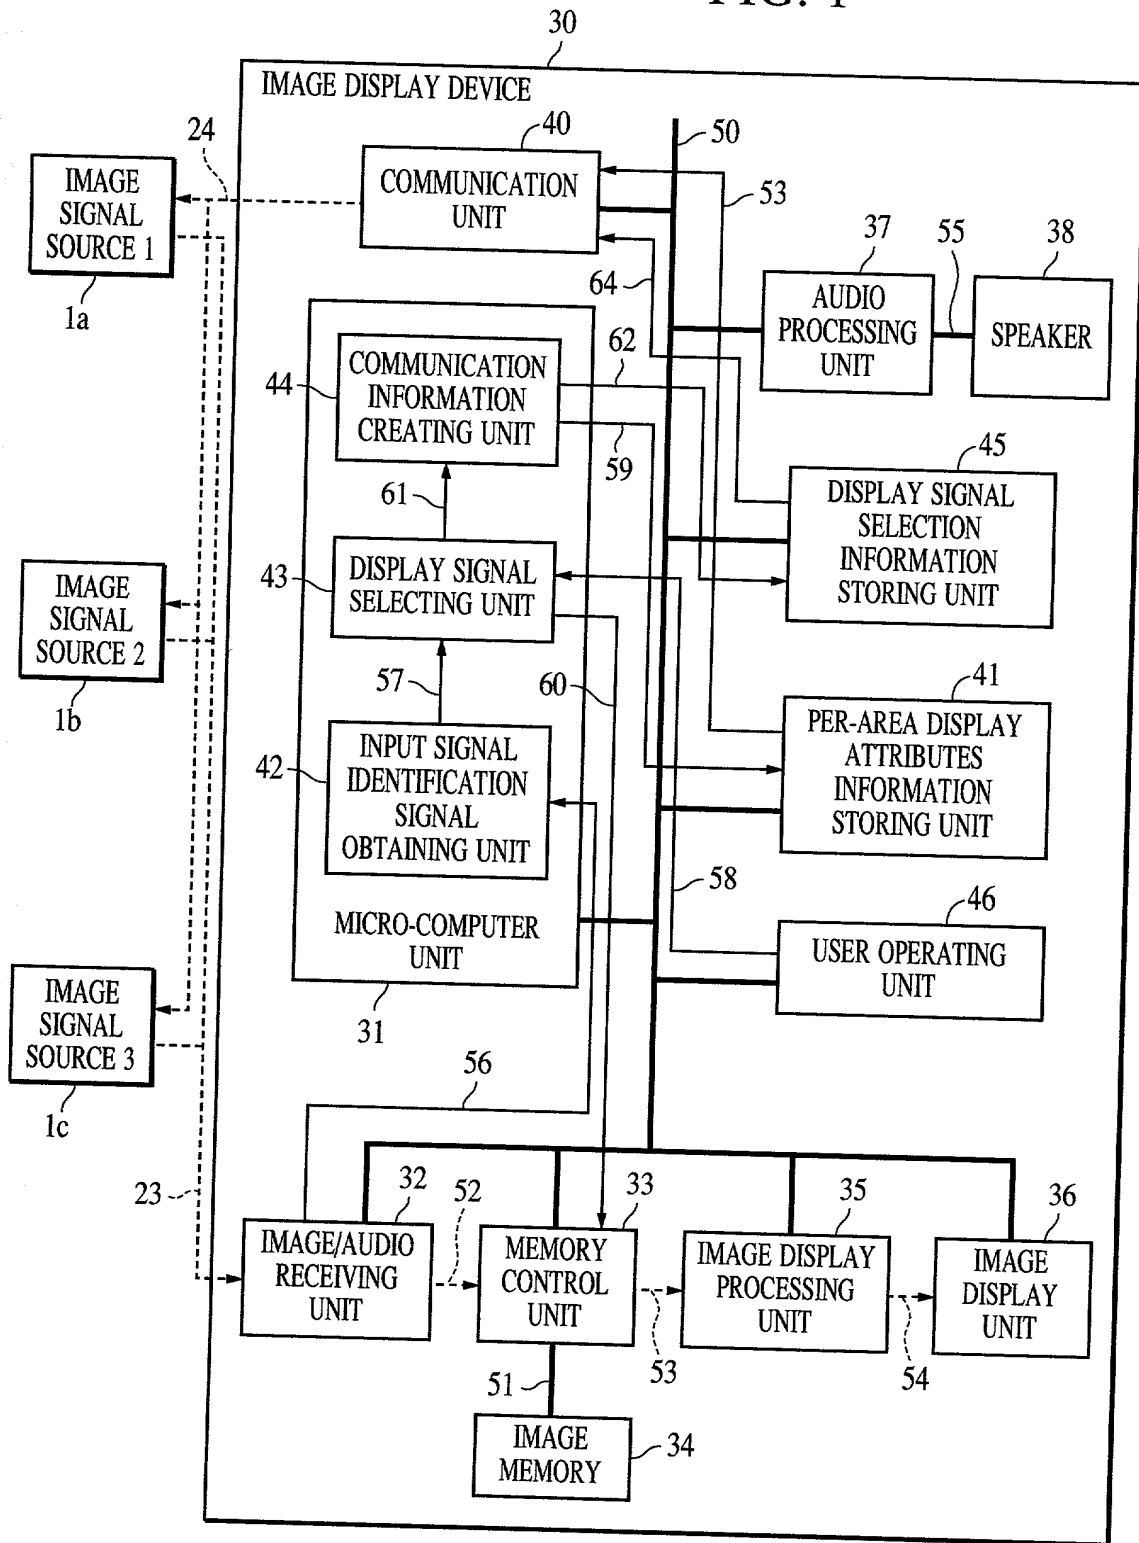 FIG. 1
30
IMAGE DISPLAY DEVICE
24
40
50
IMAGE
SIGNAL
SOURCE 1
COMMUNICATION
UNIT
53
37
55
38
1a
64
AUDIO
PROCESSING
UNIT
SPEAKER
44
COMMUNICATION
INFORMATION
CREATING UNIT
62
59
45
61
DISPLAY SIGNAL
SELECTION
INFORMATION
STORING UNIT
43
DISPLAY SIGNAL
SELECTING UNIT
IMAGE
SIGNAL
SOURCE 2
1b
57
60
41
42
INPUT SIGNAL
IDENTIFICATION
SIGNAL
OBTAINING UNIT
PER-AREA DISPLAY
ATTRIBUTES
INFORMATION
STORING UNIT
58
46
MICRO-COMPUTER
UNIT
USER OPERATING
UNIT
31
IMAGE
SIGNAL
SOURCE 3
1c
56
23
32
52
33
35
36
IMAGE/AUDIO
RECEIVING
UNIT
MEMORY
CONTROL
UNIT
IMAGE DISPLAY
PROCESSING
UNIT
IMAGE
DISPLAY
UNIT
51
53
54
IMAGE
MEMORY
34